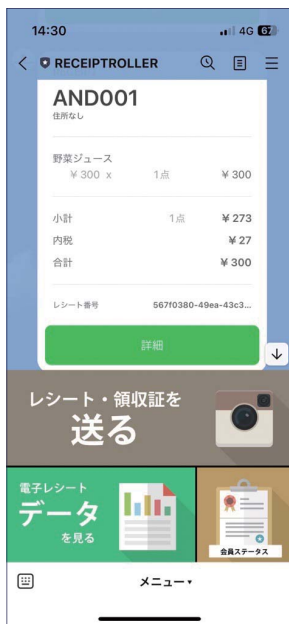 14:30
4G 67
RECEIPTROLLER
AND001
住所なし
野菜ジュース
¥ 300 x 1点 ¥ 300
小計 1点 ¥ 273
内税 ¥ 27
合計 ¥ 300
レシート番号 567f0380-49ea-43c3...
詳細
レシート・領収証を
送る
電子レシート
データ
を見る
会員ステータス
メニュー▾